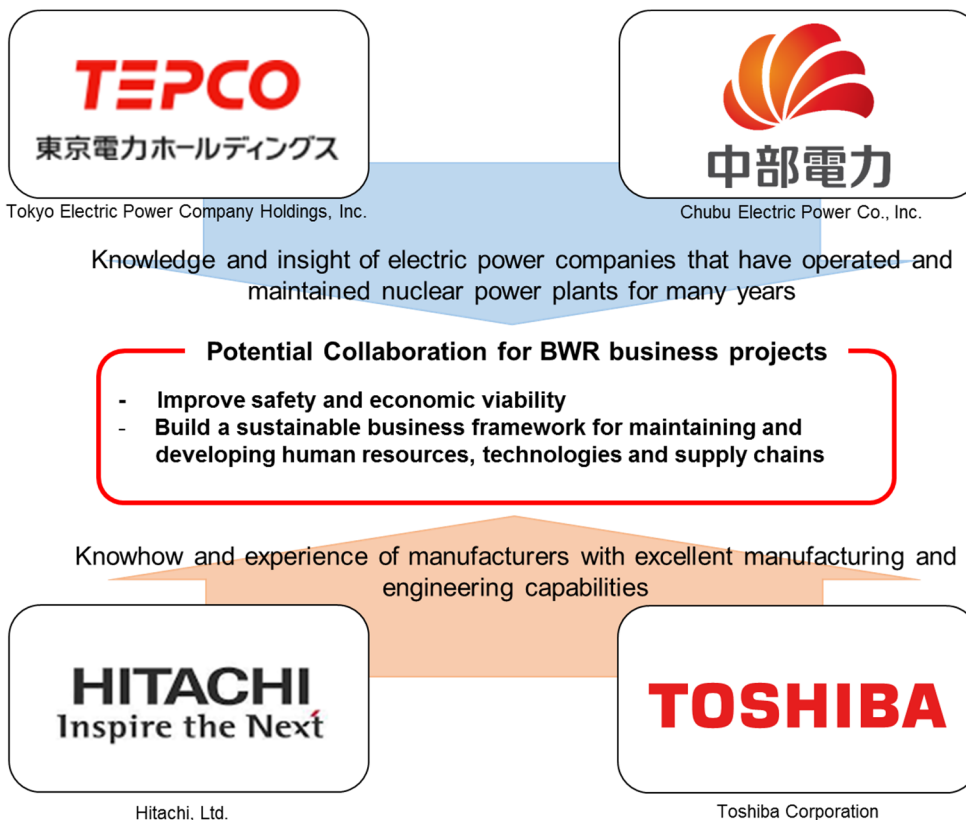 TEPCO
東京電力ホールディングス
中部電力
Tokyo Electric Power Company Holdings, Inc.
Chubu Electric Power Co., Inc.
Knowledge and insight of electric power companies that have operated and
maintained nuclear power plants for many years
Potential Collaboration for BWR business projects
- Improve safety and economic viability
- Build a sustainable business framework for maintaining and
developing human resources, technologies and supply chains
Knowhow and experience of manufacturers with excellent manufacturing and
engineering capabilities
HITACHI
Inspire the Next
TOSHIBA
Hitachi, Ltd.
Toshiba Corporation